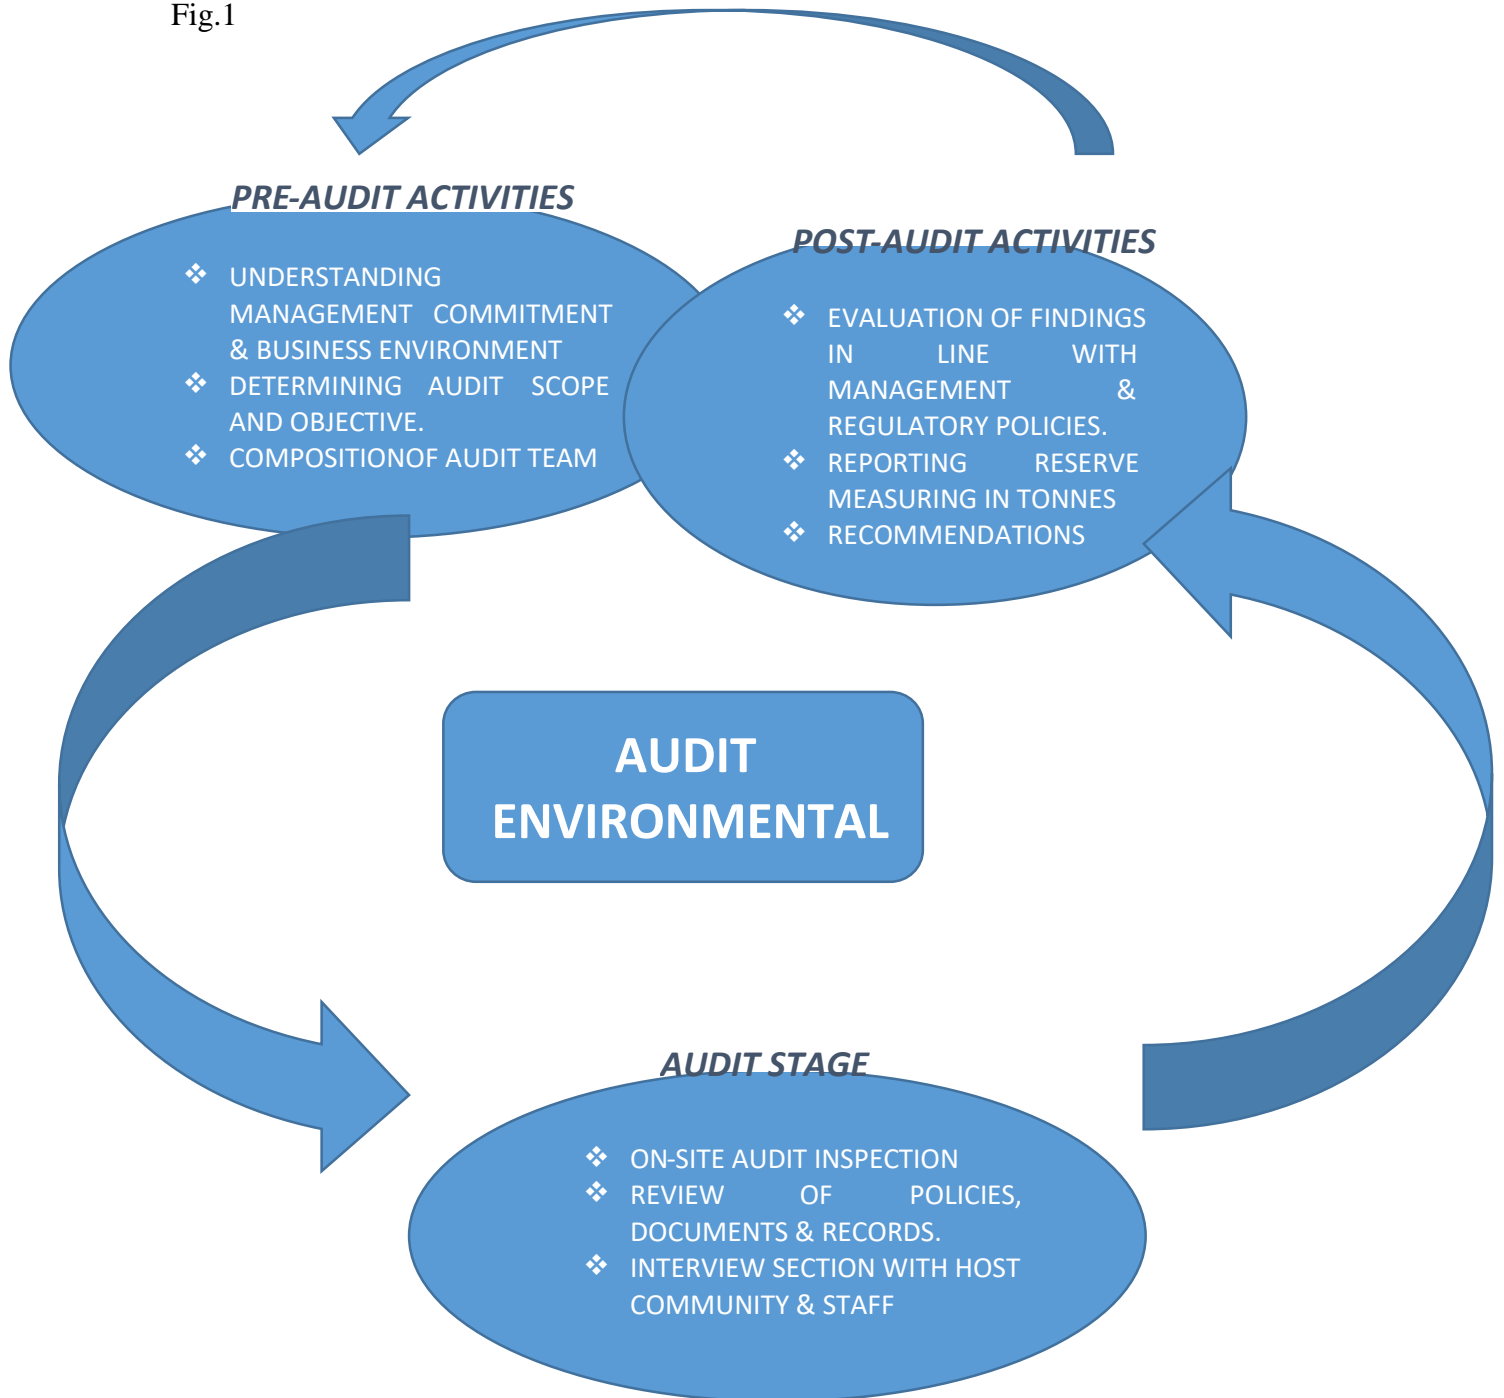 Fig.1
PRE-AUDIT ACTIVITIES
❖ UNDERSTANDING
MANAGEMENT COMMITMENT
& BUSINESS ENVIRONMENT
❖ DETERMINING AUDIT SCOPE
AND OBJECTIVE.
❖ COMPOSITIONOF AUDIT TEAM
POST-AUDIT ACTIVITIES
❖ EVALUATION OF FINDINGS
IN LINE WITH
MANAGEMENT &
REGULATORY POLICIES.
❖ REPORTING RESERVE
MEASURING IN TONNES
❖ RECOMMENDATIONS
AUDIT
ENVIRONMENTAL
AUDIT STAGE
❖ ON-SITE AUDIT INSPECTION
❖ REVIEW OF POLICIES,
DOCUMENTS & RECORDS.
❖ INTERVIEW SECTION WITH HOST
COMMUNITY & STAFF